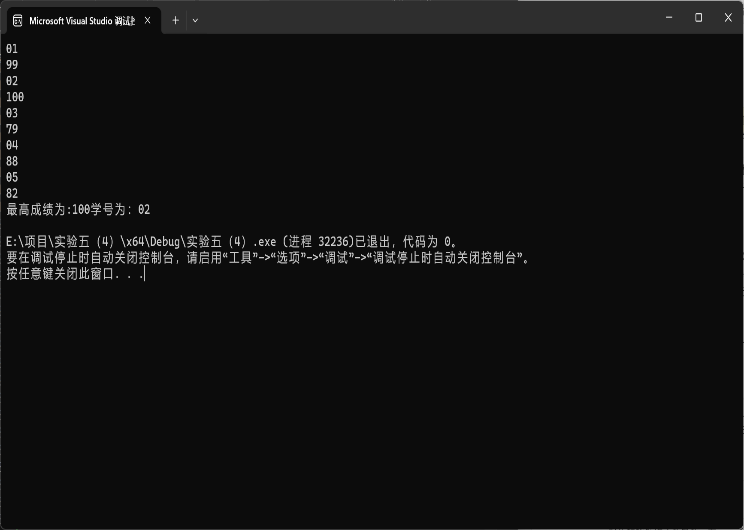 Microsoft Visual Studio 调试
01
99
02
100
03
79
04
88
05
82
最高成绩为:100学号为: 02
E:\项目\实验五 (4) \x64\Debug\实验五 (4) .exe (进程 32236)已退出，代码为 0。
要在调试停止时自动关闭控制台，请启用“工具”->“选项”->“调试”->“调试停止时自动关闭控制台”。
按任意键关闭此窗口. . .